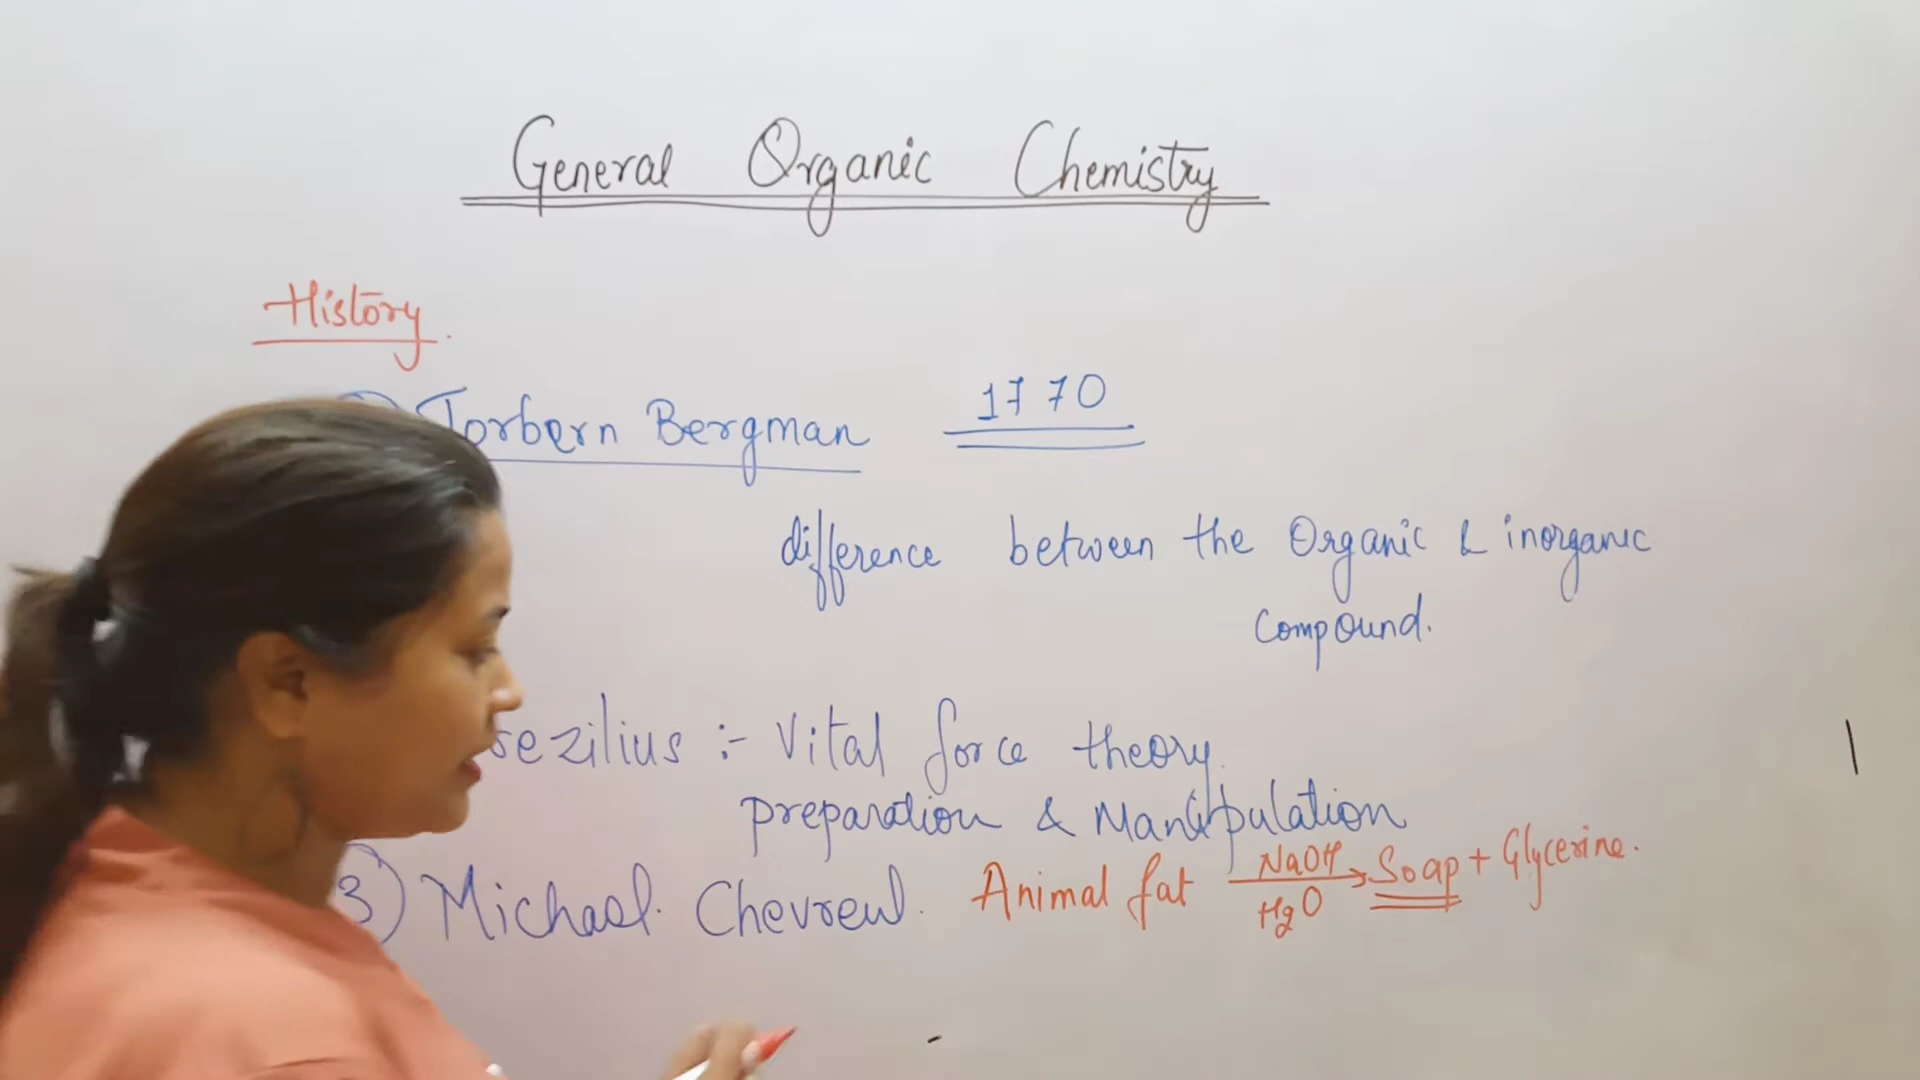 General Organic Chemistry
History.
Torbern Bergman 1770
difference between the Organic & inorganic
compound.
sezilius :- Vital force theory.
preparation & Manipulation
3) Michael. Chevreul. Animal fat NaOH H2O → Soap + Glycerine.